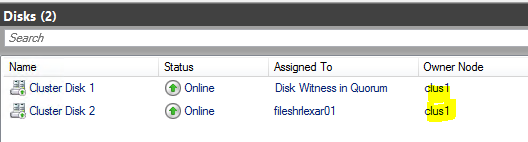 Disks (2)
Search
Name Status Assigned To Owner Node
Cluster Disk 1 Online Disk Witness in Quorum clus1
Cluster Disk 2 Online fileshrlexar01 clus1